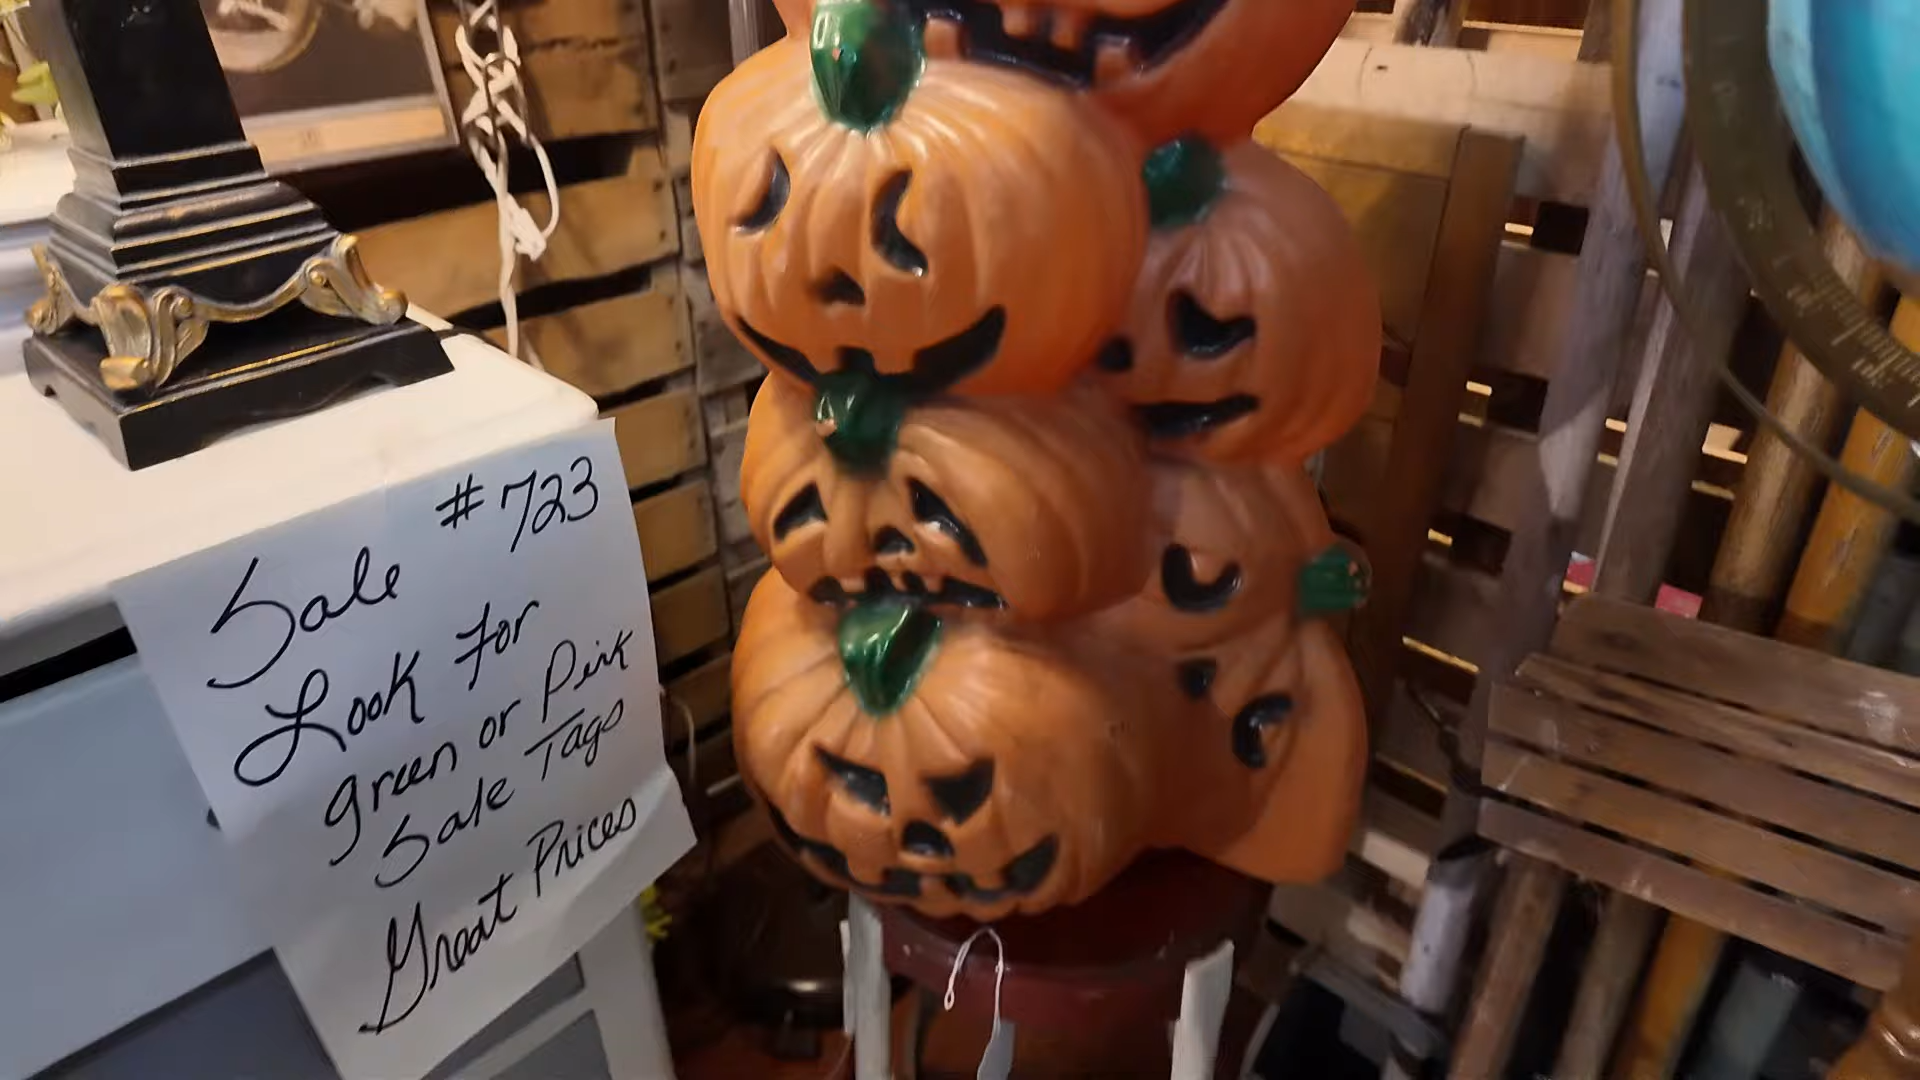 #723
Sale
Look For
green or Pink
Sale Tags
Great Prices